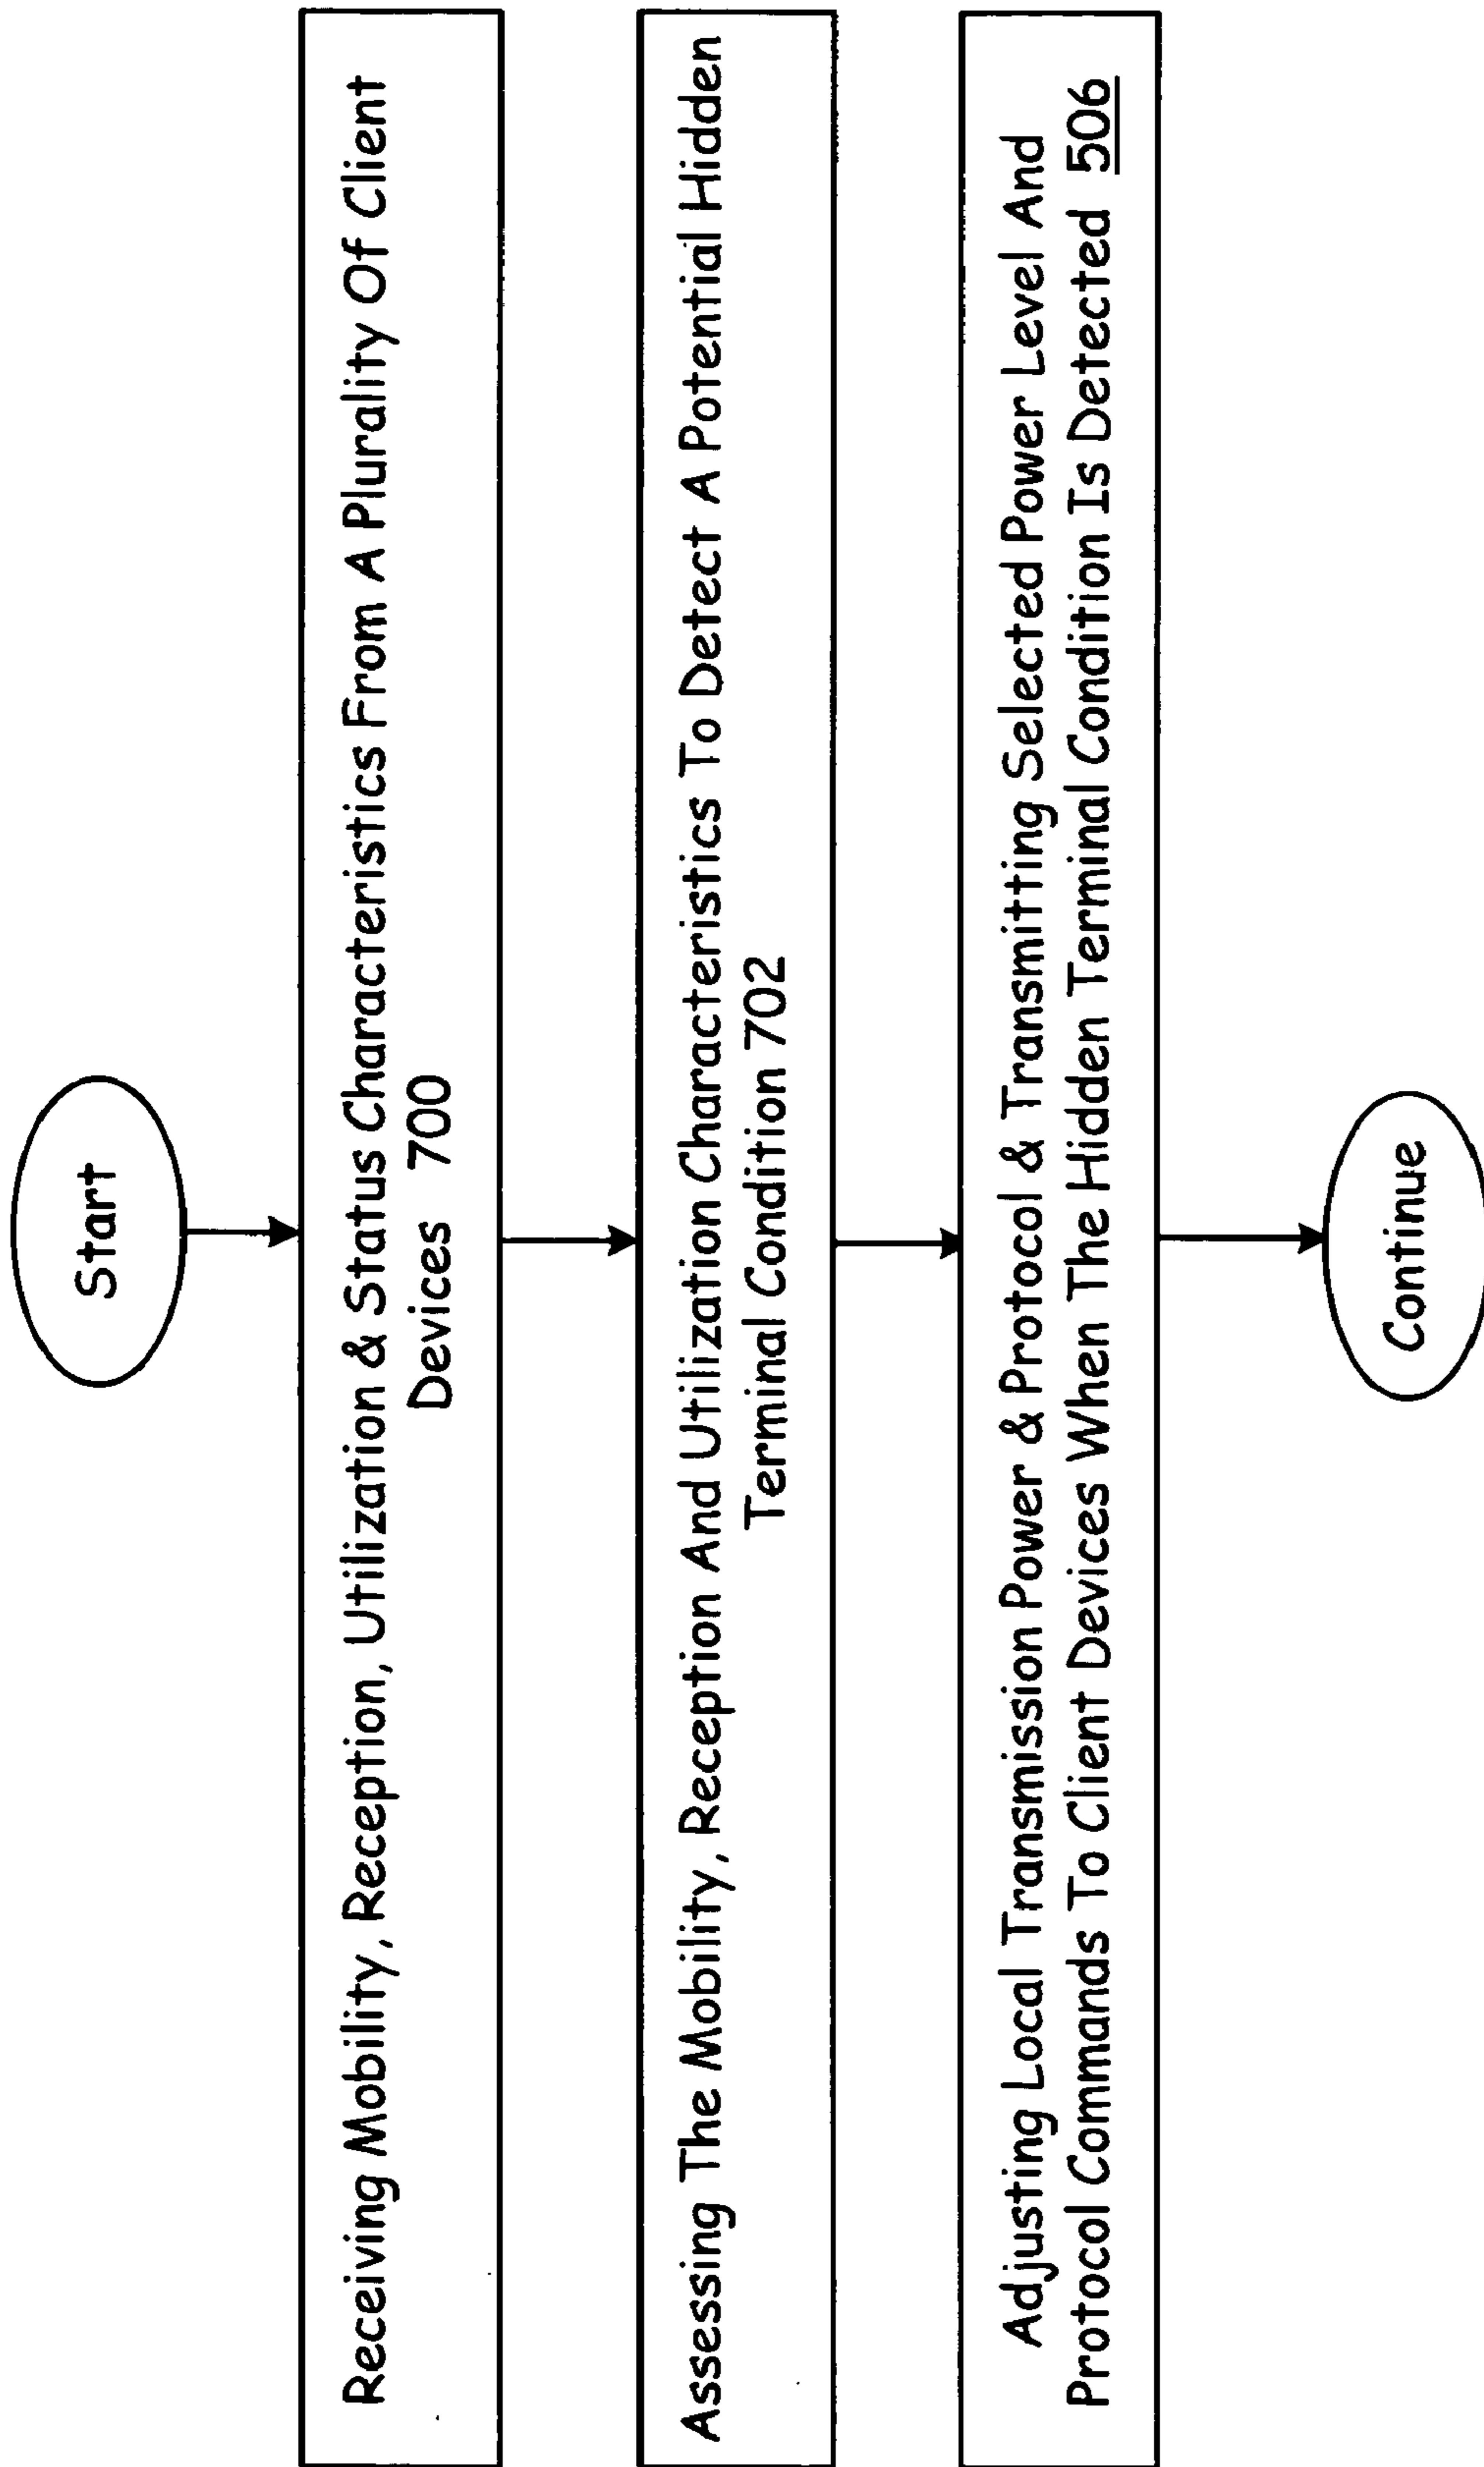 Start
Receiving Mobility, Reception, Utilization & Status Characteristics From A Plurality Of Client
Devices 700
Assessing The Mobility, Reception And Utilization Characteristics To Detect A Potential Hidden
Terminal Condition 702
Adjusting Local Transmission Power & Protocol & Transmitting Selected Power Level And
Protocol Commands To Client Devices When The Hidden Terminal Condition Is Detected 506
Continue